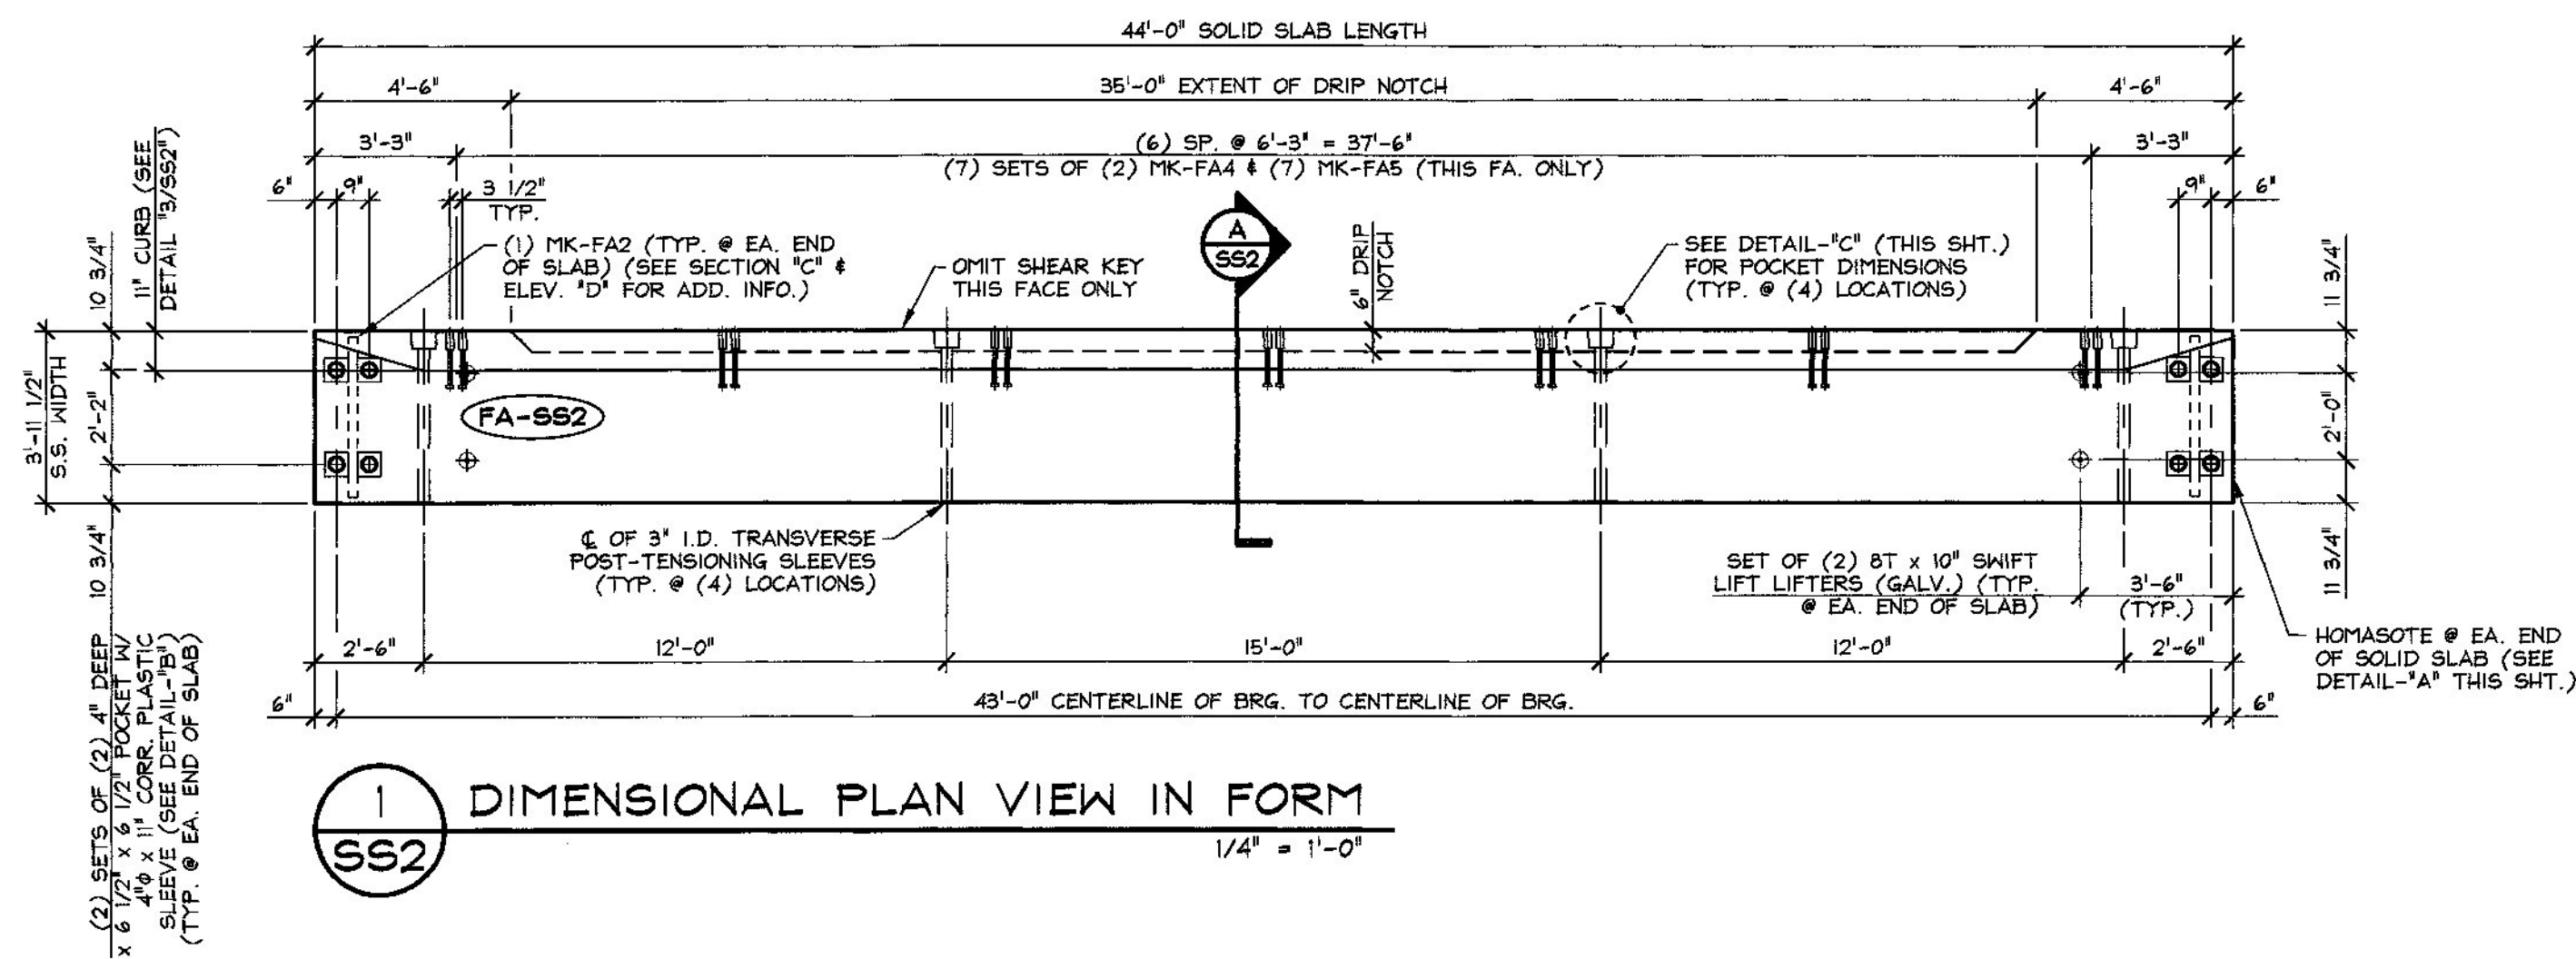 44'-0" SOLID SLAB LENGTH
4'-6"
35'-0" EXTENT OF DRIP NOTCH
4'-6"
3'-3"
(6) SP. @ 6'-3" = 37'-6"
3'-3"
(7) SETS OF (2) MK-FA4 & (7) MK-FA5 (THIS FA. ONLY)
6"
9"
3 1/2"
TYP.
9"
6"
11" CURB (SEE
DETAIL "3/SS2")
10 3/4"
(1) MK-FA2 (TYP. @ EA. END
OF SLAB) (SEE SECTION "C" &
ELEV. "D" FOR ADD. INFO.)
OMIT SHEAR KEY
THIS FACE ONLY
A
SS2
6" DRIP
NOTCH
SEE DETAIL-"C" (THIS SHT.)
FOR POCKET DIMENSIONS
(TYP. @ (4) LOCATIONS)
11 3/4"
3'-11 1/2"
S.S. WIDTH
2'-2"
FA-SS2
2'-0"
10 3/4"
11 3/4"
℄ OF 3" I.D. TRANSVERSE
POST-TENSIONING SLEEVES
(TYP. @ (4) LOCATIONS)
SET OF (2) 8T x 10" SWIFT
LIFT LIFTERS (GALV.) (TYP.
@ EA. END OF SLAB)
3'-6"
(TYP.)
HOMASOTE @ EA. END
OF SOLID SLAB (SEE
DETAIL-"A" THIS SHT.)
2'-6"
12'-0"
15'-0"
12'-0"
2'-6"
6"
43'-0" CENTERLINE OF BRG. TO CENTERLINE OF BRG.
6"
(2) SETS OF (2) 4" DEEP
x 6 1/2" x 6 1/2" POCKET W/
4"ϕ x 11" CORR. PLASTIC
SLEEVE (SEE DETAIL-"B")
(TYP. @ EA. END OF SLAB)
1
SS2
DIMENSIONAL PLAN VIEW IN FORM
1/4" = 1'-0"